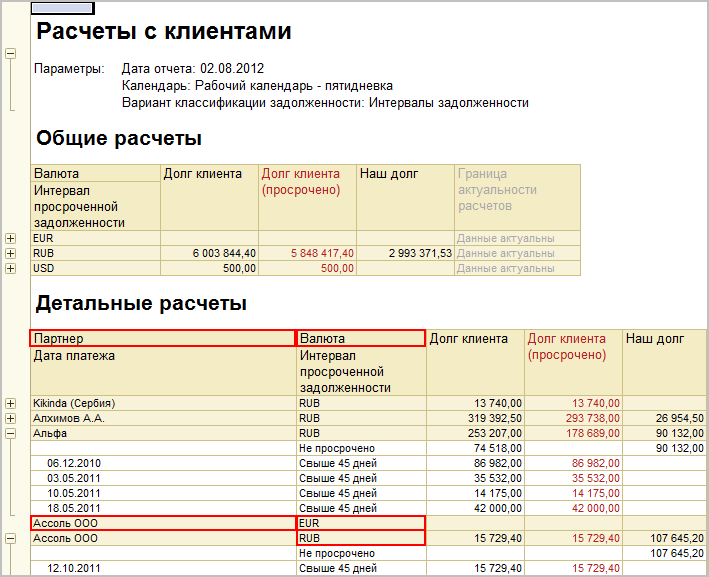 Расчеты с клиентами
Параметры: Дата отчета: 02.08.2012
Календарь: Рабочий календарь - пятидневка
Вариант классификации задолженности: Интервалы задолженности
Общие расчеты
Валюта Долг клиента Долг клиента (просрочено) Наш долг Граница актуальности расчетов
Интервал просроченной задолженности
EUR Данные актуальны
RUB 6 003 844,40 5 848 417,40 2 993 371,53 Данные актуальны
USD 500,00 500,00 Данные актуальны
Детальные расчеты
Партнер Валюта Долг клиента Долг клиента (просрочено) Наш долг
Дата платежа Интервал просроченной задолженности
Kikinda (Сербия) RUB 13 740,00 13 740,00
Алхимов А.А. RUB 319 392,50 293 738,00 26 954,50
Альфа RUB 253 207,00 178 689,00 90 132,00
Не просрочено 74 518,00 90 132,00
06.12.2010 Свыше 45 дней 86 982,00 86 982,00
03.05.2011 Свыше 45 дней 35 532,00 35 532,00
10.05.2011 Свыше 45 дней 14 175,00 14 175,00
18.05.2011 Свыше 45 дней 42 000,00 42 000,00
Ассоль ООО EUR
Ассоль ООО RUB 15 729,40 15 729,40 107 645,20
Не просрочено 107 645,20
12.10.2011 Свыше 45 дней 15 729,40 15 729,40